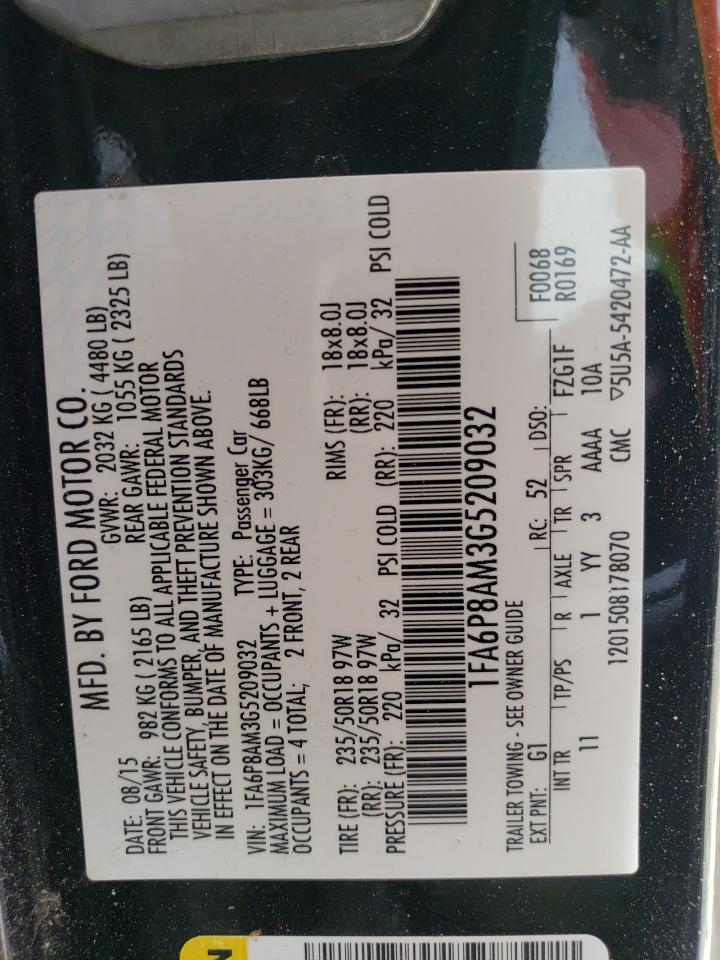 MFD. BY FORD MOTOR CO.
DATE: 08/15 GVWR: 2032 KG ( 4480 LB)
FRONT GAWR: 982 KG ( 2165 LB) REAR GAWR: 1055 KG ( 2325 LB)
THIS VEHICLE CONFORMS TO ALL APPLICABLE FEDERAL MOTOR
VEHICLE SAFETY, BUMPER, AND THEFT PREVENTION STANDARDS
IN EFFECT ON THE DATE OF MANUFACTURE SHOWN ABOVE.
VIN: 1FA6P8AM3G5209032 TYPE: Passenger Car
MAXIMUM LOAD = OCCUPANTS + LUGGAGE = 303KG/ 668LB
OCCUPANTS = 4 TOTAL; 2 FRONT, 2 REAR
TIRE (FR): 235/50R18 97W RIMS (FR): 18x8.0J
(RR): 235/50R18 97W (RR): 18x8.0J
PRESSURE (FR): 220 kPa/ 32 PSI COLD (RR): 220 kPa/ 32 PSI COLD
1FA6P8AM3G5209032
TRAILER TOWING - SEE OWNER GUIDE
EXT PNT: G1 RC: 52 DSO: F0068
R0169
INT TR TP/PS R AXLE TR SPR FZG1F
11 1 YY 3 AAAA 10A
1201508178070 CMC ▽5U5A-5420472-AA
N